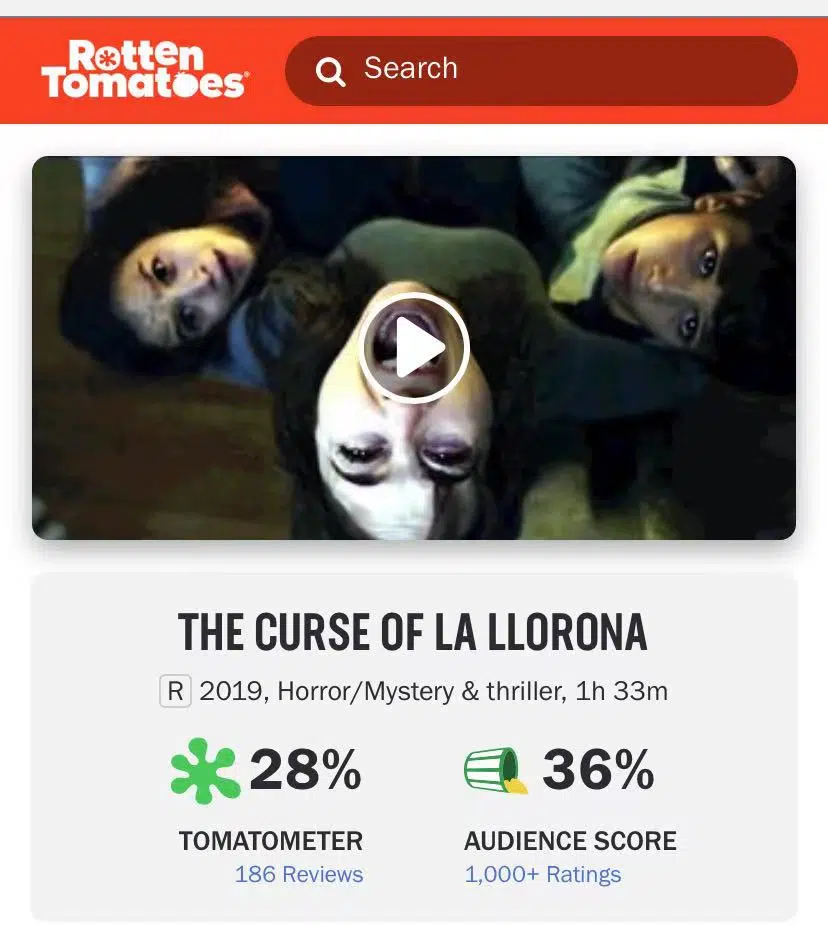 Rotten
Tomatoes
Search
THE CURSE OF LA LLORONA
R 2019, Horror/Mystery & thriller, 1h 33m
28% 36%
TOMATOMETER AUDIENCE SCORE
186 Reviews 1,000+ Ratings